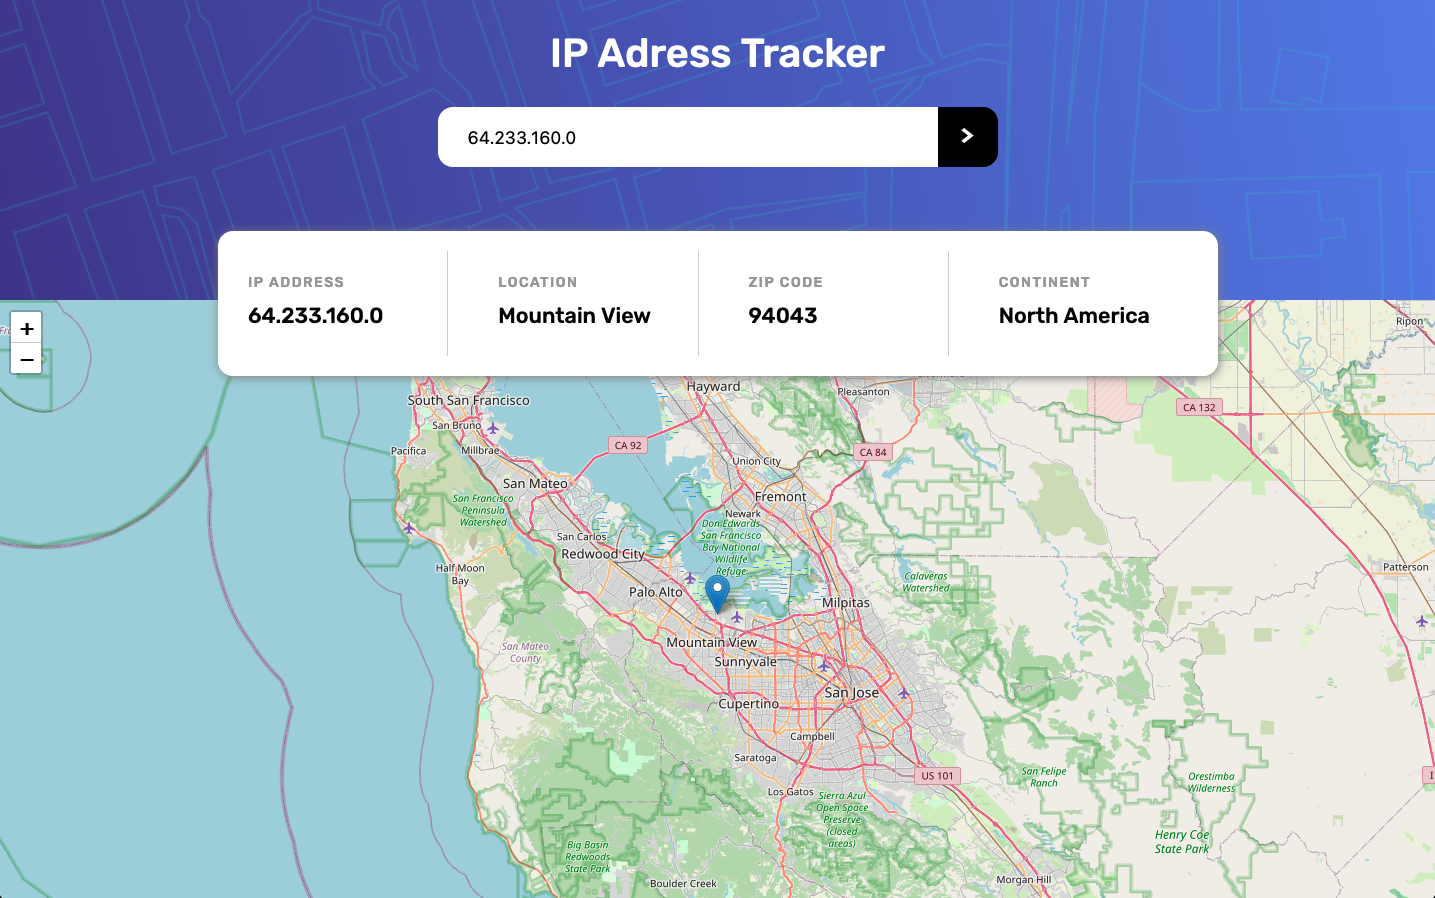 IP Adress Tracker
64.233.160.0
>
IP ADDRESS
64.233.160.0
LOCATION
Mountain View
ZIP CODE
94043
CONTINENT
North America
+
−
Ripon
Hayward
Pleasanton
South San Francisco
CA 132
San Bruno
CA 92
Pacifica
Millbrae
CA 84
Union City
San Mateo
Fremont
San Francisco
Peninsula
Watershed
Newark
Don Edwards
San Francisco
Bay National
Wildlife
Refuge
San Carlos
Redwood City
Half Moon
Bay
Patterson
Calaveras
Watershed
Palo Alto
Milpitas
Mountain View
San Mateo
County
Sunnyvale
San Jose
Cupertino
Campbell
Saratoga
US 101
San Felipe
Ranch
Orestimba
Wilderness
Los Gatos
Sierra Azul
Open Space
Preserve
(closed
areas)
Henry Coe
State Park
Big Basin
Redwoods
State Park
Boulder Creek
Morgan Hill